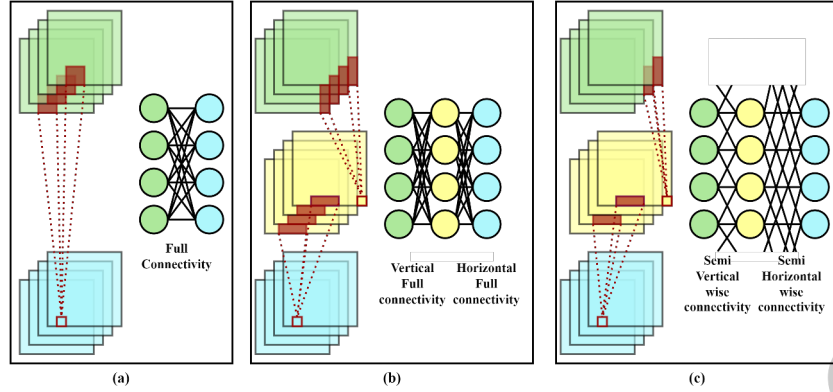 Full
Connectivity
(a)
Vertical
Full
connectivity
Horizontal
Full
connectivity
(b)
Semi
Vertical
wise
connectivity
Semi
Horizontal
wise
connectivity
(c)